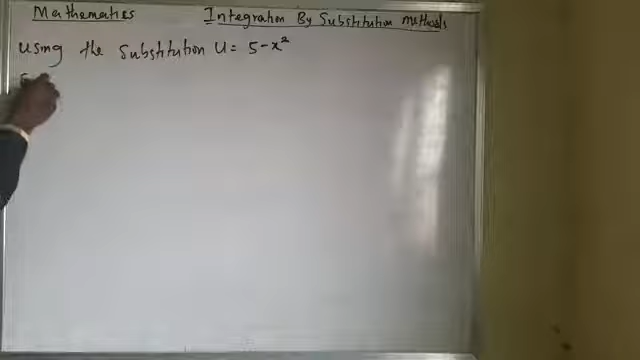 Mathematics Integration By Substitution methods
Using the Substitution U = 5 - x²